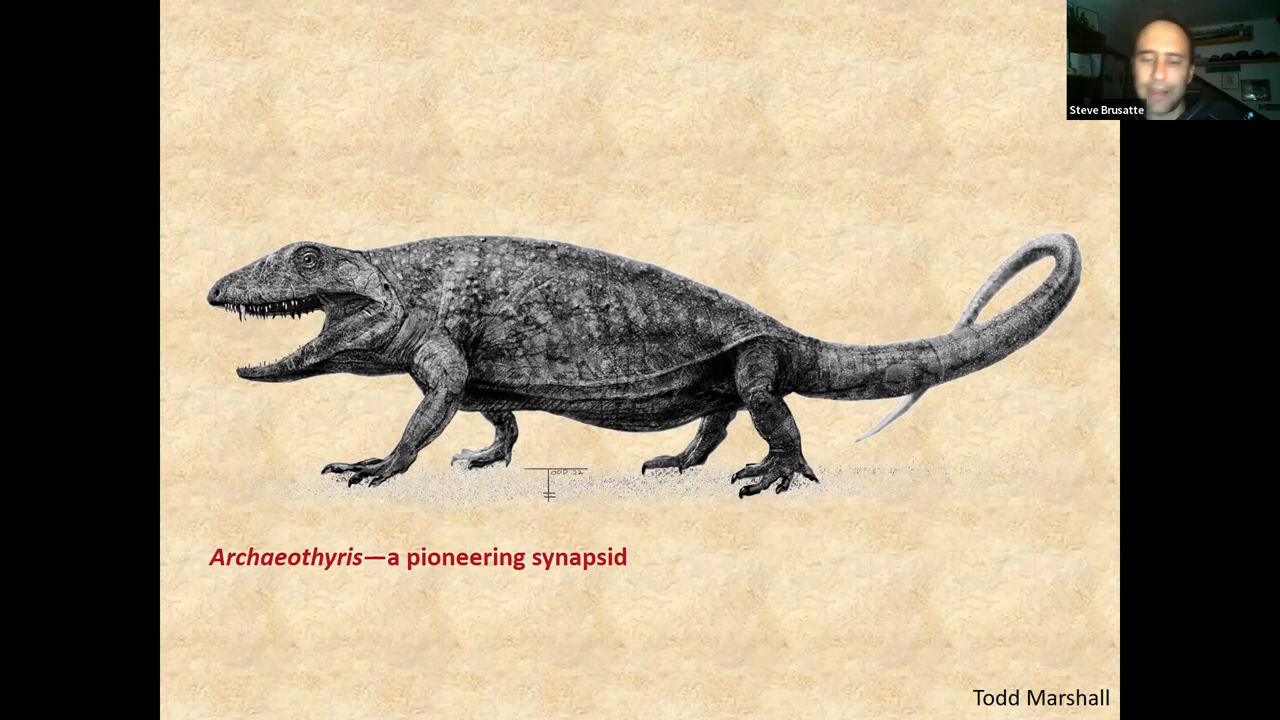 Steve Brusatte
Archaeothyris—a pioneering synapsid
Todd Marshall